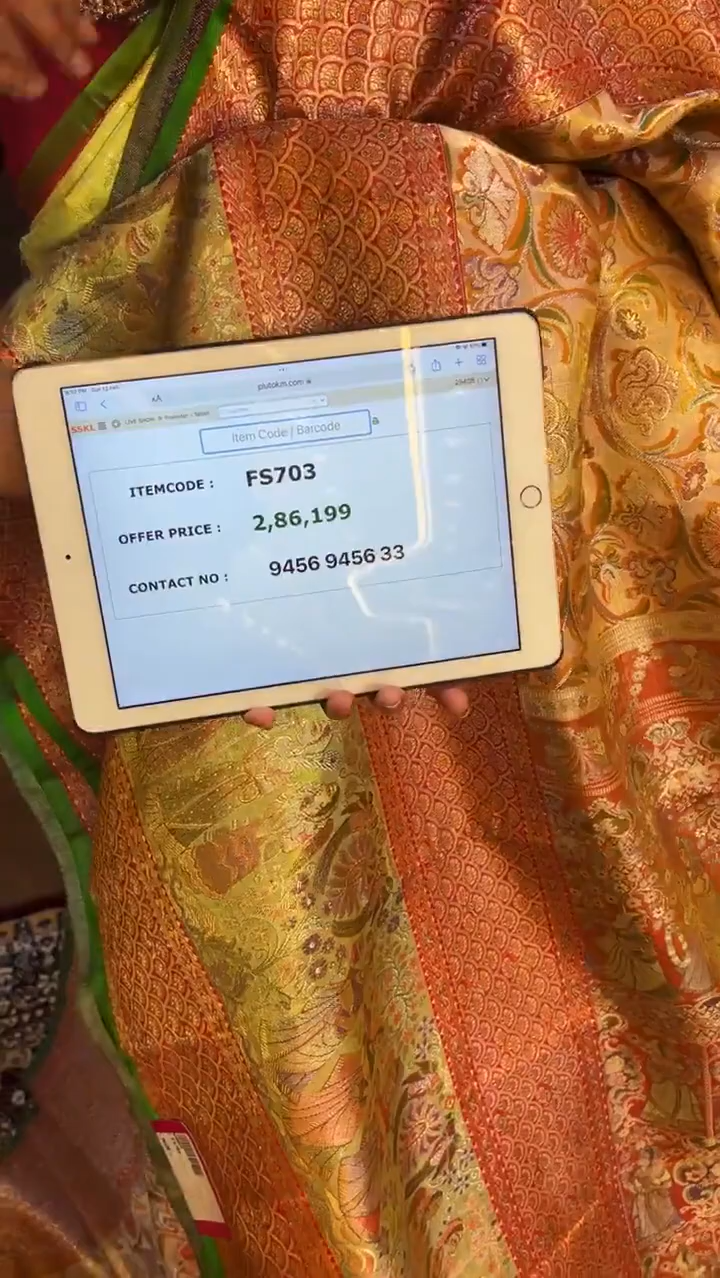 plutokm.com
SSKL
Item Code / Barcode
ITEMCODE : FS703
OFFER PRICE : 2,86,199
CONTACT NO : 9456 9456 33